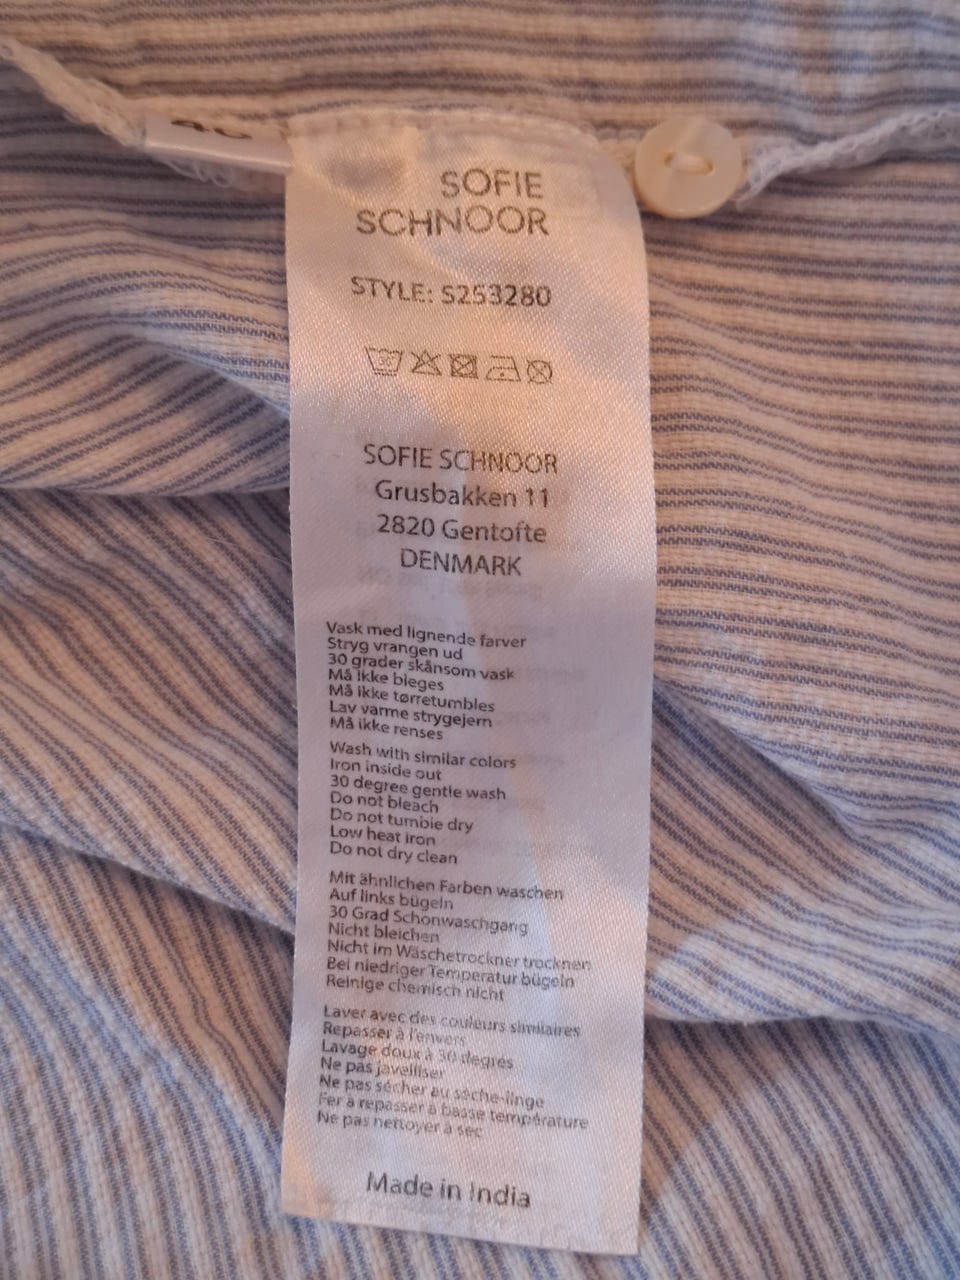 SOFIE
SCHNOOR
STYLE: S253280
SOFIE SCHNOOR
Grusbakken 11
2820 Gentofte
DENMARK
Vask med lignende farver
Stryg vrangen ud
30 grader skånsom vask
Må ikke bleges
Må ikke tørretumbles
Lav varme strygejern
Må ikke renses
Wash with similar colors
Iron inside out
30 degree gentle wash
Do not bleach
Do not tumble dry
Low heat iron
Do not dry clean
Mit ähnlichen Farben waschen
Auf links bügeln
30 Grad Schonwaschgang
Nicht bleichen
Nicht im Wäschetrockner trocknen
Bei niedriger Temperatur bügeln
Reinige chemisch nicht
Laver avec des couleurs similaires
Repasser à l'envers
Lavage doux à 30 degrés
Ne pas javelliser
Ne pas sécher au sèche-linge
Fer à repasser à basse température
Ne pas nettoyer à sec
Made in India